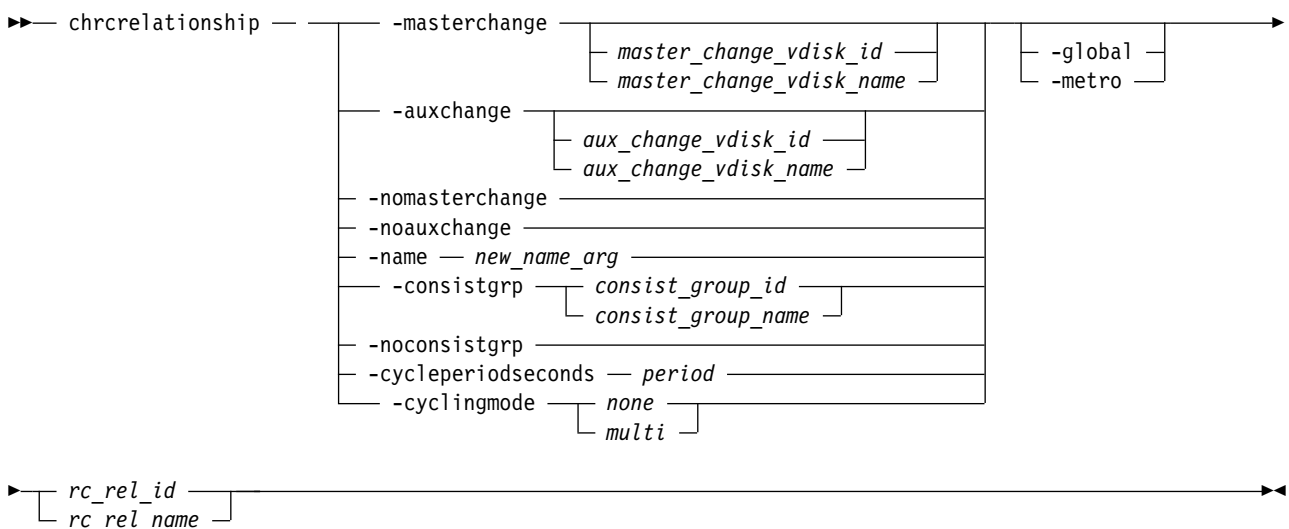 chrcrelationship -masterchange
master_change_vdisk_id -global
master_change_vdisk_name -metro
-auxchange
aux_change_vdisk_id
aux_change_vdisk_name
-nomasterchange
-noauxchange
-name new_name_arg
-consistgrp consist_group_id
consist_group_name
-noconsistgrp
-cycleperiodseconds period
-cyclingmode none
multi
rc_rel_id
rc_rel_name